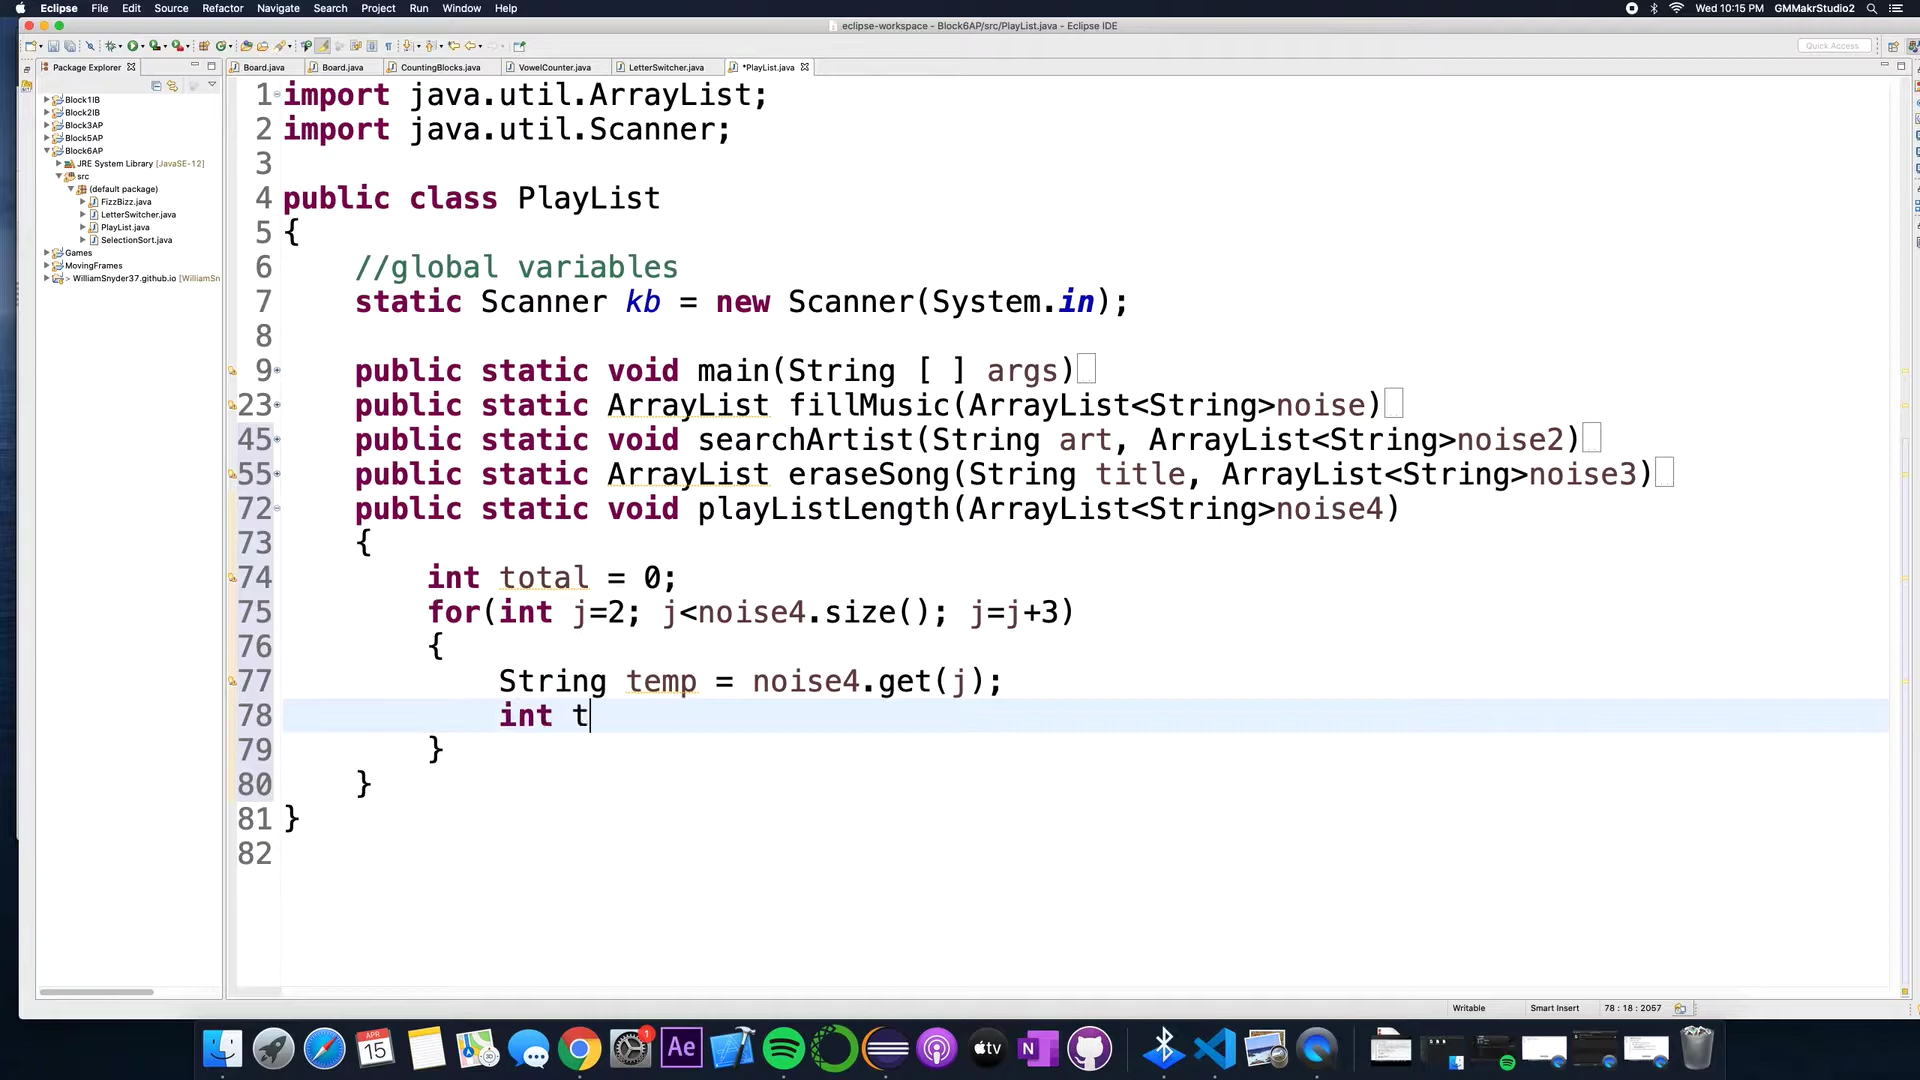 Eclipse File Edit Source Refactor Navigate Search Project Run Window Help Wed 10:15 PM GMMakrStudio2
eclipse-workspace - Block6AP/src/PlayList.java - Eclipse IDE
Quick Access
Package Explorer
Board.java Board.java CountingBlocks.java VowelCounter.java LetterSwitcher.java *PlayList.java
Block1IB
Block2IB
Block3AP
Block5AP
Block6AP
JRE System Library [JavaSE-12]
src
(default package)
FizzBizz.java
LetterSwitcher.java
PlayList.java
SelectionSort.java
Games
MovingFrames
> WilliamSnyder37.github.io [WilliamSn
1 import java.util.ArrayList;
2 import java.util.Scanner;
3
4 public class PlayList
5 {
6 //global variables
7 static Scanner kb = new Scanner(System.in);
8
9 public static void main(String [ ] args)
23 public static ArrayList fillMusic(ArrayList<String>noise)
45 public static void searchArtist(String art, ArrayList<String>noise2)
55 public static ArrayList eraseSong(String title, ArrayList<String>noise3)
72 public static void playListLength(ArrayList<String>noise4)
73 {
74 int total = 0;
75 for(int j=2; j<noise4.size(); j=j+3)
76 {
77 String temp = noise4.get(j);
78 int t
79 }
80 }
81 }
82
Writable Smart Insert 78 : 18 : 2057
APR
15
1
Ae
tv
N